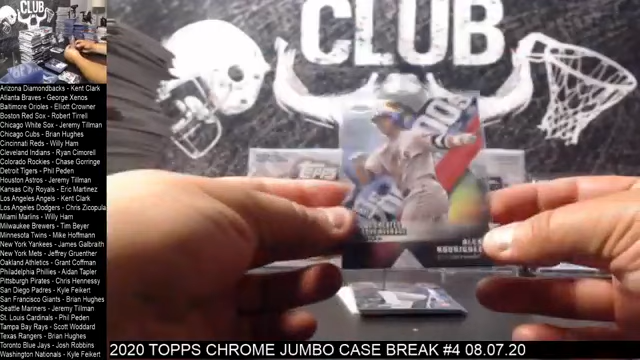 CLUB
CLUB
Arizona Diamondbacks - Kent Clark
Atlanta Braves - George Xenos
Baltimore Orioles - Elliott Crowner
Boston Red Sox - Robert Tirrell
Chicago White Sox - Jeremy Tillman
Chicago Cubs - Brian Hughes
Cincinnati Reds - Willy Ham
Cleveland Indians - Ryan Cimorell
Colorado Rockies - Chase Gorringe
Detroit Tigers - Phil Peden
Houston Astros - Jeremy Tillman
Kansas City Royals - Eric Martinez
Los Angeles Angels - Kent Clark
Los Angeles Dodgers - Chris Zicopula
Miami Marlins - Willy Ham
Milwaukee Brewers - Tim Beyer
Minnesota Twins - Mike Hoffmann
New York Yankees - James Galbraith
New York Mets - Jeffrey Gruenther
Oakland Athletics - Grant Coffman
Philadelphia Phillies - Aidan Tapler
Pittsburgh Pirates - Chris Hennessy
San Diego Padres - Kyle Feikert
San Francisco Giants - Brian Hughes
Seattle Mariners - Jeremy Tillman
St. Louis Cardinals - Phil Peden
Tampa Bay Rays - Scott Woddard
Texas Rangers - Brian Hughes
Toronto Blue Jays - Josh Robbins
Washington Nationals - Kyle Feikert
TOPPS
ALEX
RODRIGUEZ
2020 TOPPS CHROME JUMBO CASE BREAK #4 08.07.20